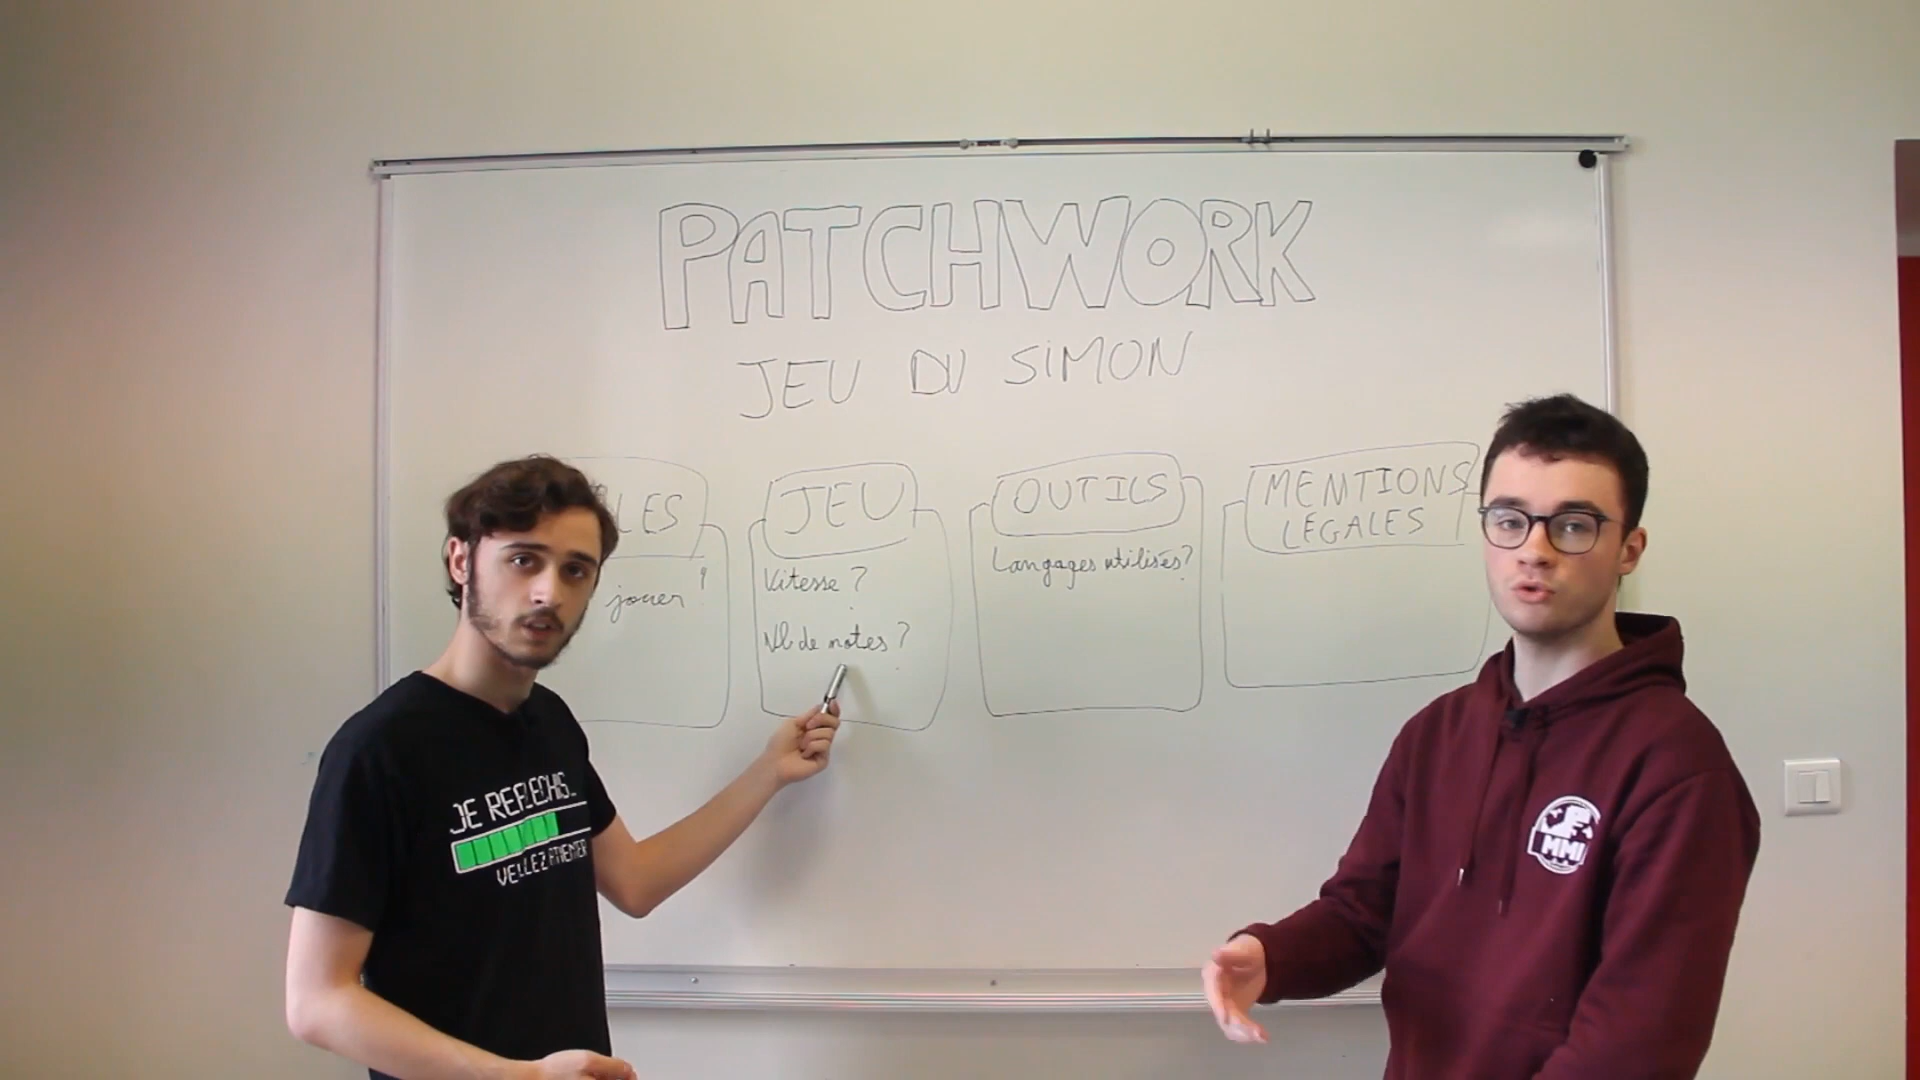 PATCHWORK
JEU DU SIMON
LES
jouer ?
JEU
Vitesse ?
Nb de notes ?
OUTILS
Langages utilisés ?
MENTIONS
LEGALES
JE REFLECHIS...
VEUILLEZ PATIENTER
MMI